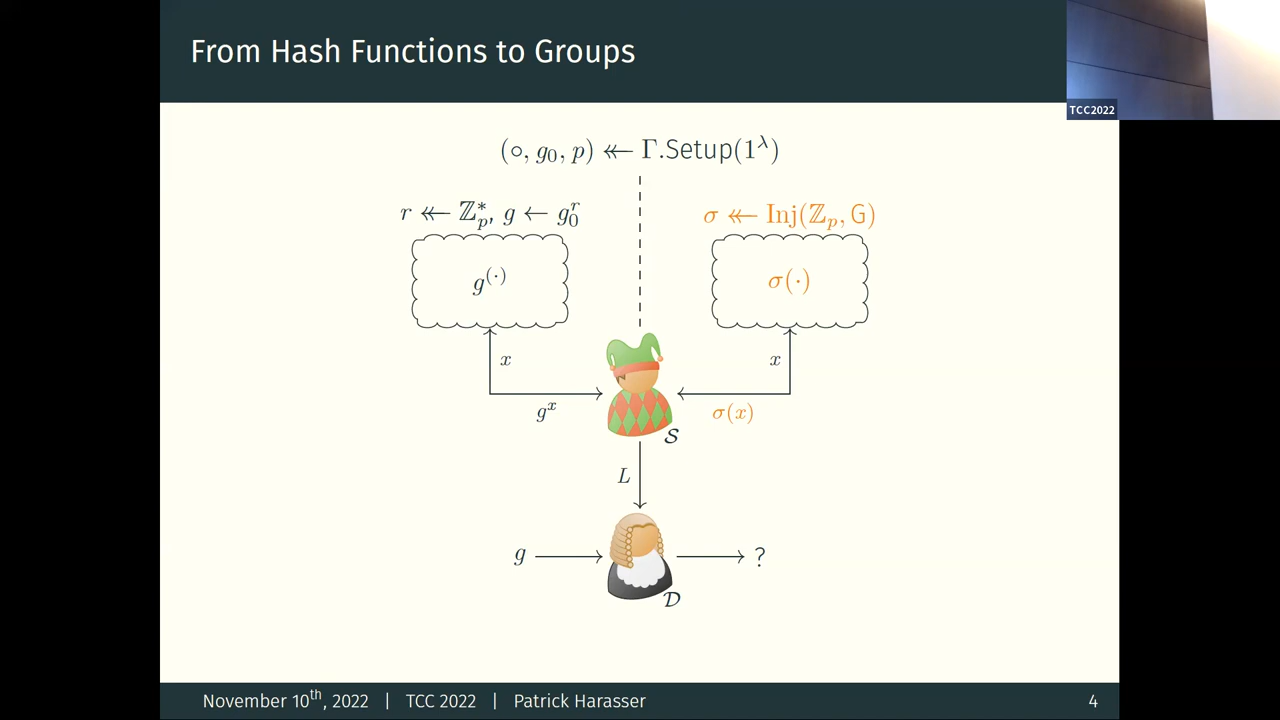 From Hash Functions to Groups
TCC2022
(∘, g₀, p) ↞ Γ.Setup(1^λ)
r ↞ ℤ*ₚ, g ← g₀^r
σ ↞ Inj(ℤₚ, G)
g^(·)
σ(·)
x
x
g^x
σ(x)
𝒮
L
g
?
𝒟
November 10th, 2022 | TCC 2022 | Patrick Harasser
4